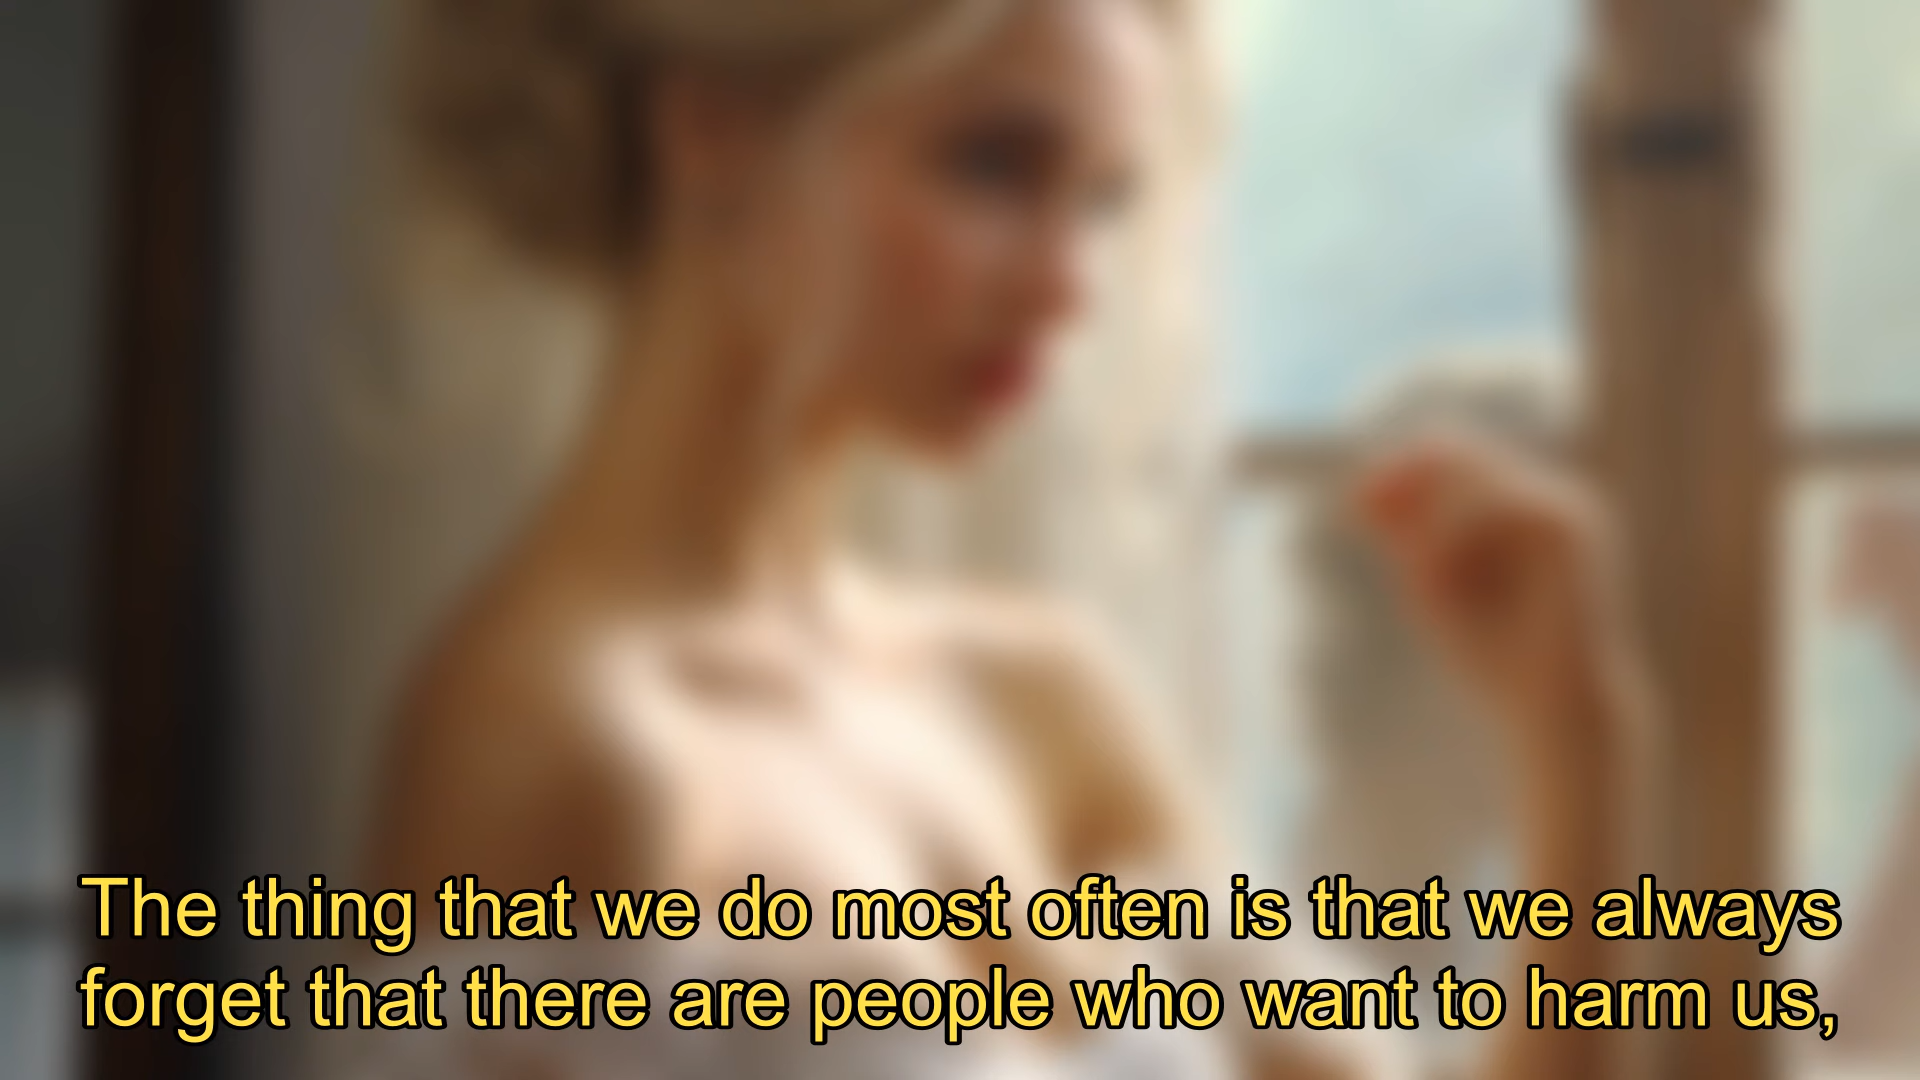 The thing that we do most often is that we always
forget that there are people who want to harm us,